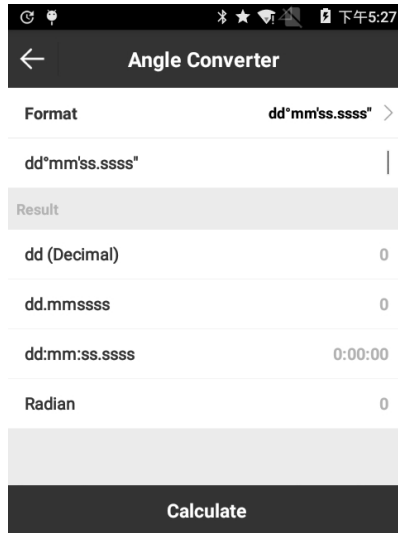 下午5:27
Angle Converter
Format dd°mm'ss.ssss"
dd°mm'ss.ssss"
Result
dd (Decimal) 0
dd.mmssss 0
dd:mm:ss.ssss 0:00:00
Radian 0
Calculate